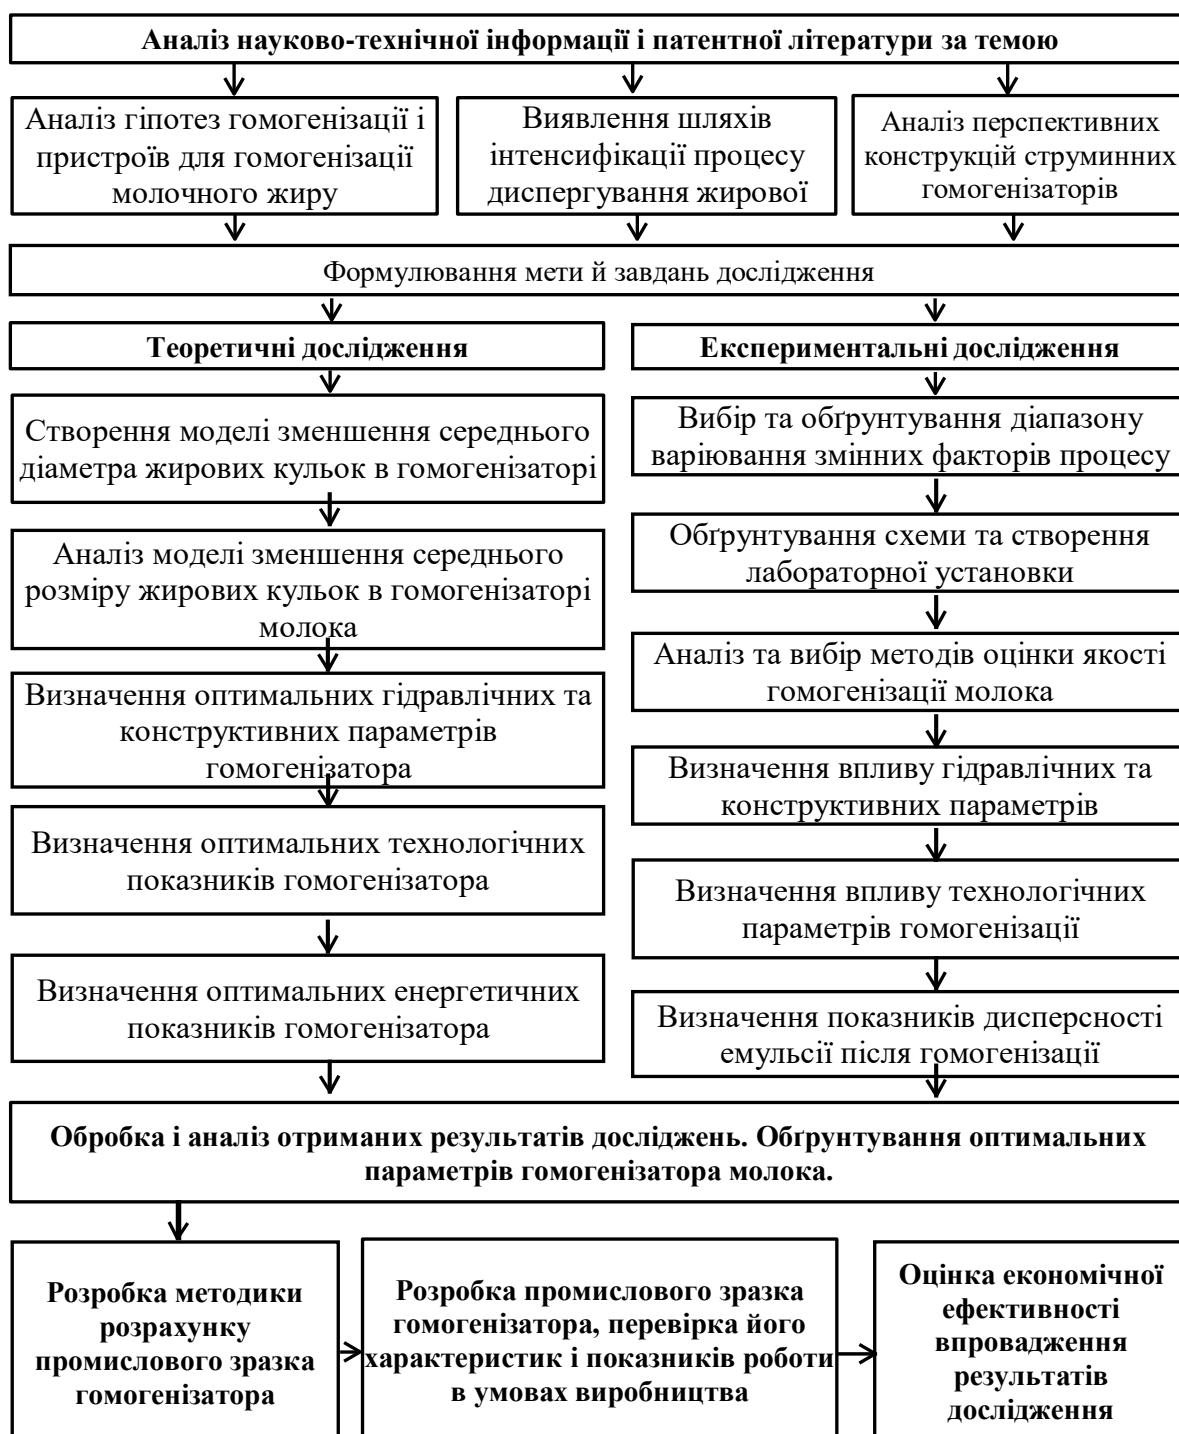 Аналіз науково-технічної інформації і патентної літератури за темою
Аналіз гіпотез гомогенізації і
пристроїв для гомогенізації
молочного жиру
Виявлення шляхів
інтенсифікації процесу
диспергування жирової
Аналіз перспективних
конструкцій струминних
гомогенізаторів
Формулювання мети й завдань дослідження
Теоретичні дослідження
Створення моделі зменшення середнього
діаметра жирових кульок в гомогенізаторі
Аналіз моделі зменшення середнього
розміру жирових кульок в гомогенізаторі
молока
Визначення оптимальних гідравлічних та
конструктивних параметрів
гомогенізатора
Визначення оптимальних технологічних
показників гомогенізатора
Визначення оптимальних енергетичних
показників гомогенізатора
Експериментальні дослідження
Вибір та обґрунтування діапазону
варіювання змінних факторів процесу
Обґрунтування схеми та створення
лабораторної установки
Аналіз та вибір методів оцінки якості
гомогенізації молока
Визначення впливу гідравлічних та
конструктивних параметрів
Визначення впливу технологічних
параметрів гомогенізації
Визначення показників дисперсності
емульсії після гомогенізації
Обробка і аналіз отриманих результатів досліджень. Обґрунтування оптимальних
параметрів гомогенізатора молока.
Розробка методики
розрахунку
промислового зразка
гомогенізатора
Розробка промислового зразка
гомогенізатора, перевірка його
характеристик і показників роботи
в умовах виробництва
Оцінка економічної
ефективності
впровадження
результатів
дослідження